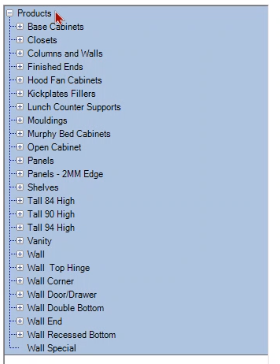 Products
Base Cabinets
Closets
Columns and Walls
Finished Ends
Hood Fan Cabinets
Kickplates Fillers
Lunch Counter Supports
Mouldings
Murphy Bed Cabinets
Open Cabinet
Panels
Panels - 2MM Edge
Shelves
Tall 84 High
Tall 90 High
Tall 94 High
Vanity
Wall
Wall  Top Hinge
Wall Corner
Wall Door/Drawer
Wall Double Bottom
Wall End
Wall Recessed Bottom
Wall Special